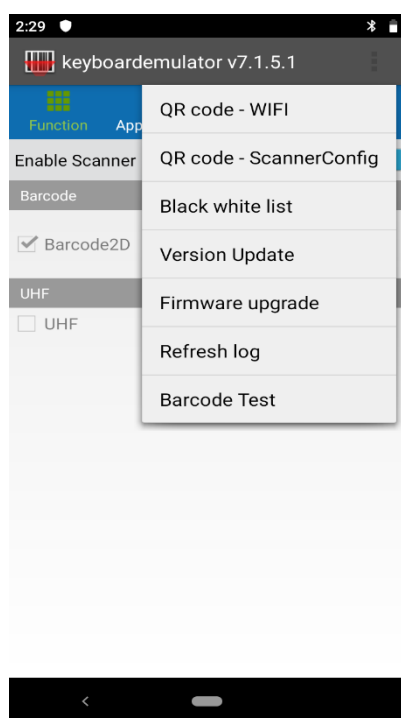 2:29
keyboardemulator v7.1.5.1
Function
App
Enable Scanner
Barcode
Barcode2D
UHF
UHF
QR code - WIFI
QR code - ScannerConfig
Black white list
Version Update
Firmware upgrade
Refresh log
Barcode Test